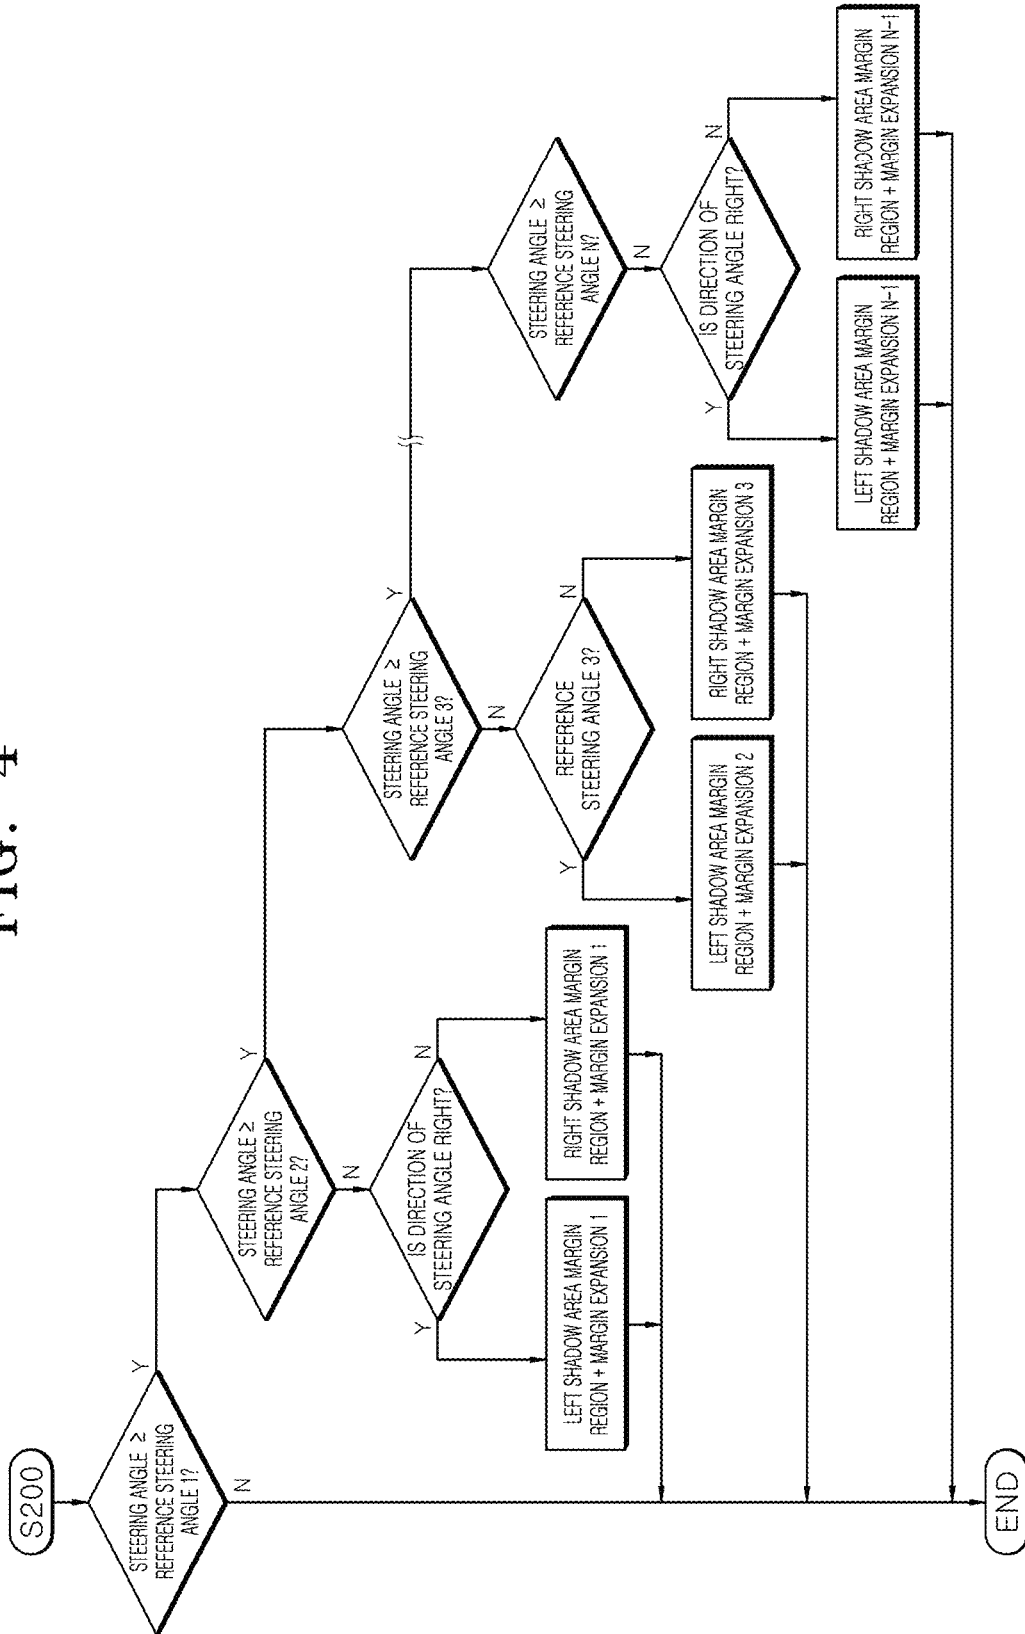 FIG. 4
S200
STEERING ANGLE ≥
REFERENCE STEERING
ANGLE 1?
Y
N
STEERING ANGLE ≥
REFERENCE STEERING
ANGLE 2?
Y
N
IS DIRECTION OF
STEERING ANGLE RIGHT?
Y
N
LEFT SHADOW AREA MARGIN
REGION + MARGIN EXPANSION 1
RIGHT SHADOW AREA MARGIN
REGION + MARGIN EXPANSION 1
STEERING ANGLE ≥
REFERENCE STEERING
ANGLE 3?
Y
N
REFERENCE
STEERING ANGLE 3?
Y
N
LEFT SHADOW AREA MARGIN
REGION + MARGIN EXPANSION 2
RIGHT SHADOW AREA MARGIN
REGION + MARGIN EXPANSION 3
STEERING ANGLE ≥
REFERENCE STEERING
ANGLE N?
N
IS DIRECTION OF
STEERING ANGLE RIGHT?
Y
N
LEFT SHADOW AREA MARGIN
REGION + MARGIN EXPANSION N-1
RIGHT SHADOW AREA MARGIN
REGION + MARGIN EXPANSION N-1
END